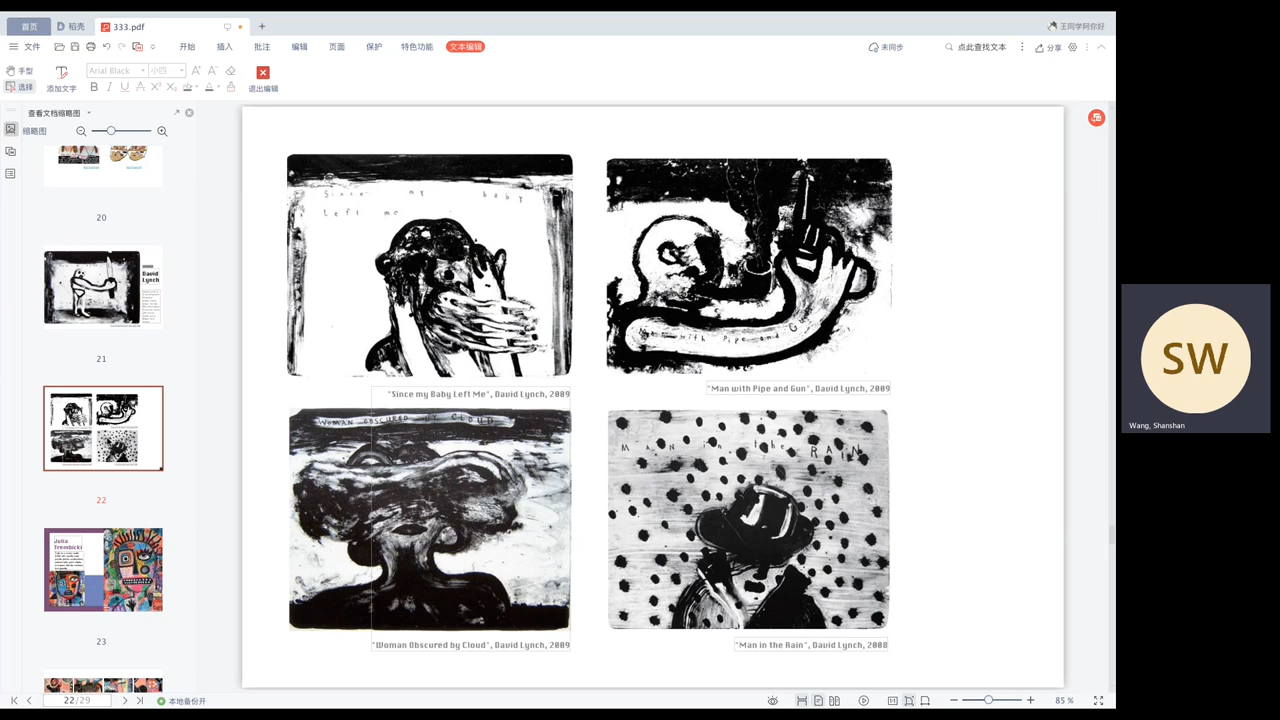 首页
稻壳
333.pdf
+
王同学阿你好
文件
开始
插入
批注
编辑
页面
保护
特色功能
文本编辑
未同步
点此查找文本
分享
手型
选择
添加文字
Arial Black
小四
B I U A X² X₂
退出编辑
查看文档缩略图
缩略图
20
David Lynch
21
22
Julia
Trembicki
23
Since my baby
Left me
"Since my Baby Left Me", David Lynch, 2009
Man with Pipe and Gun
"Man with Pipe and Gun", David Lynch, 2009
WOMAN OBSCURED BY CLOUD
"Woman Obscured by Cloud", David Lynch, 2009
MAN in the RAIN
"Man in the Rain", David Lynch, 2008
22/29
本地备份开
85 %
SW
Wang, Shanshan